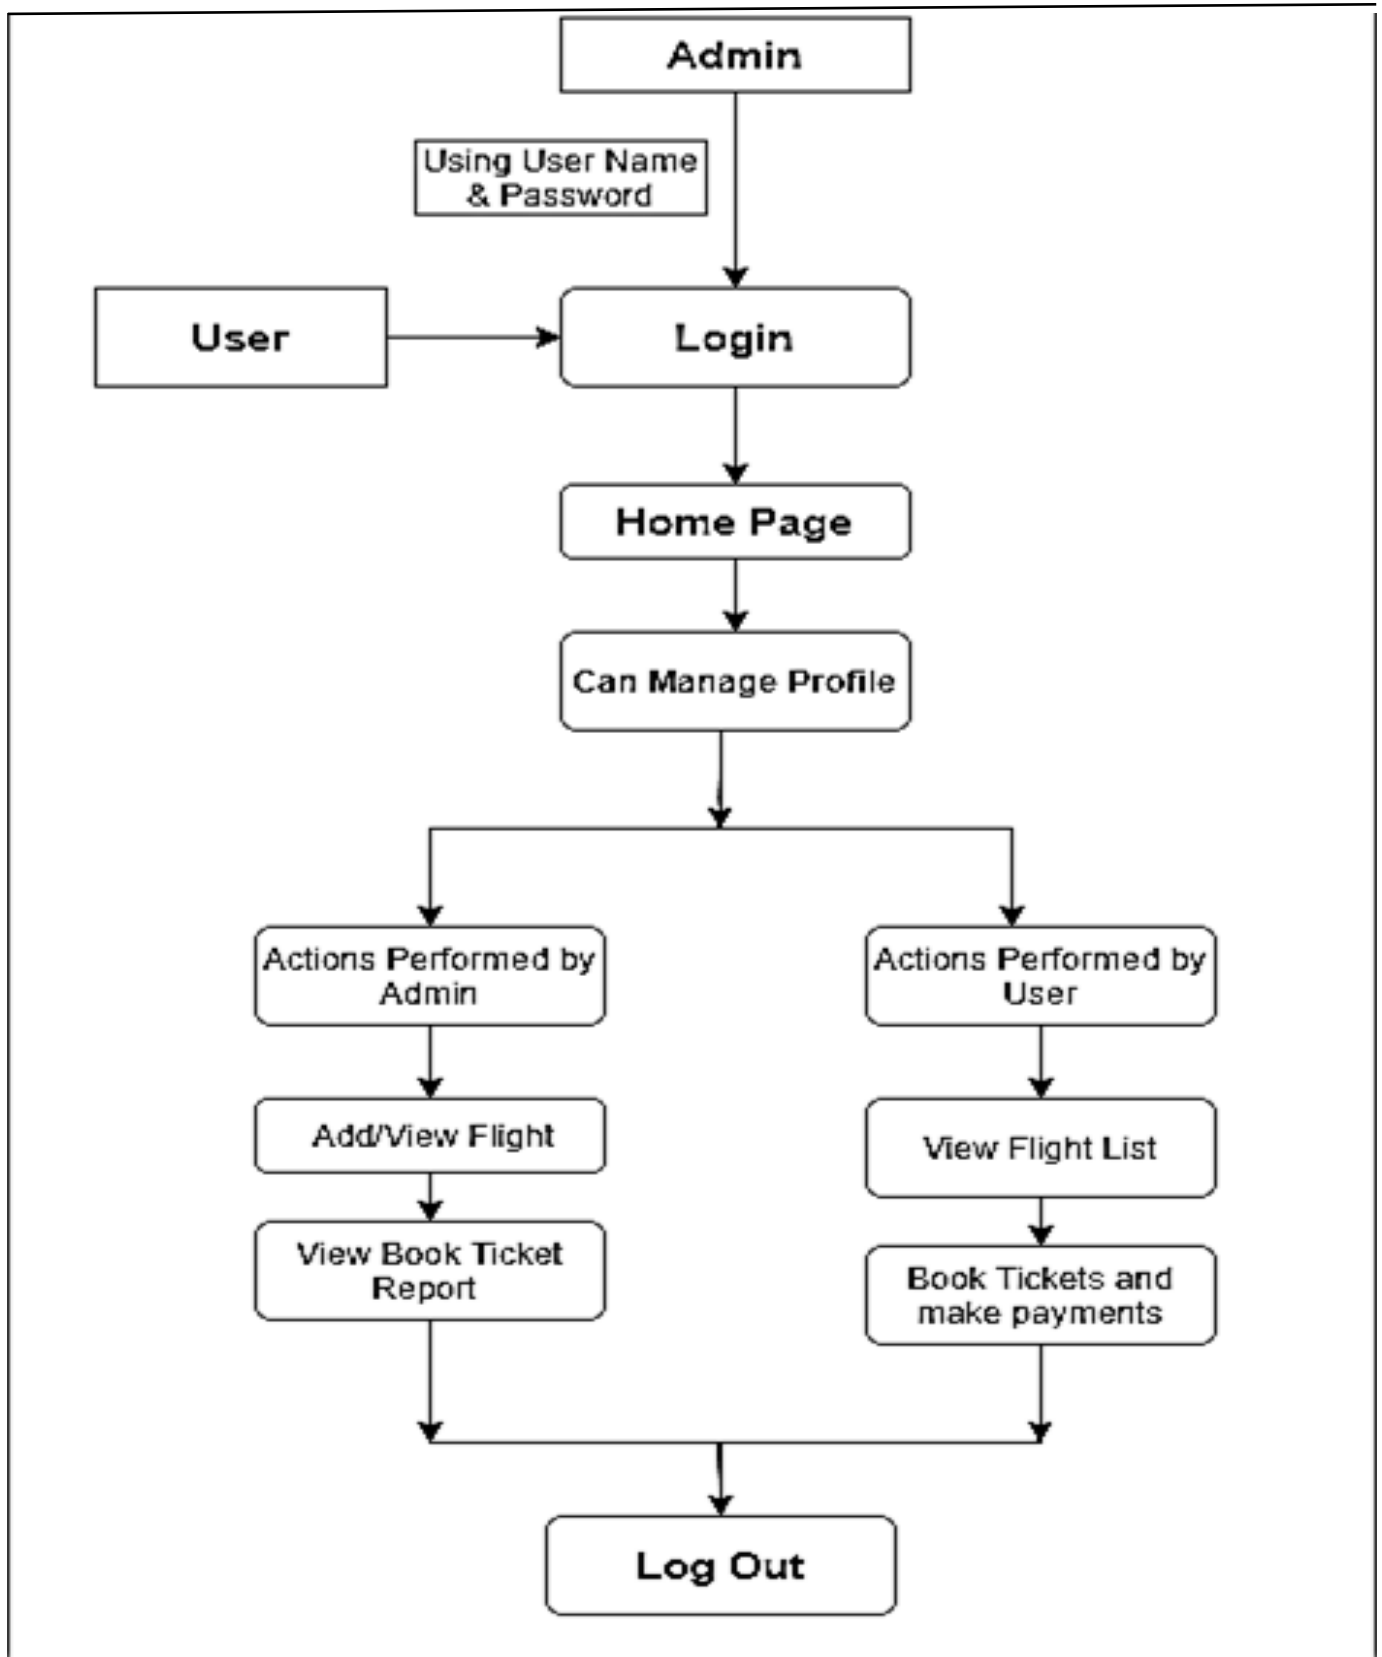 Admin
Using User Name
& Password
User
Login
Home Page
Can Manage Profile
Actions Performed by
Admin
Actions Performed by
User
Add/View Flight
View Flight List
View Book Ticket
Report
Book Tickets and
make payments
Log Out